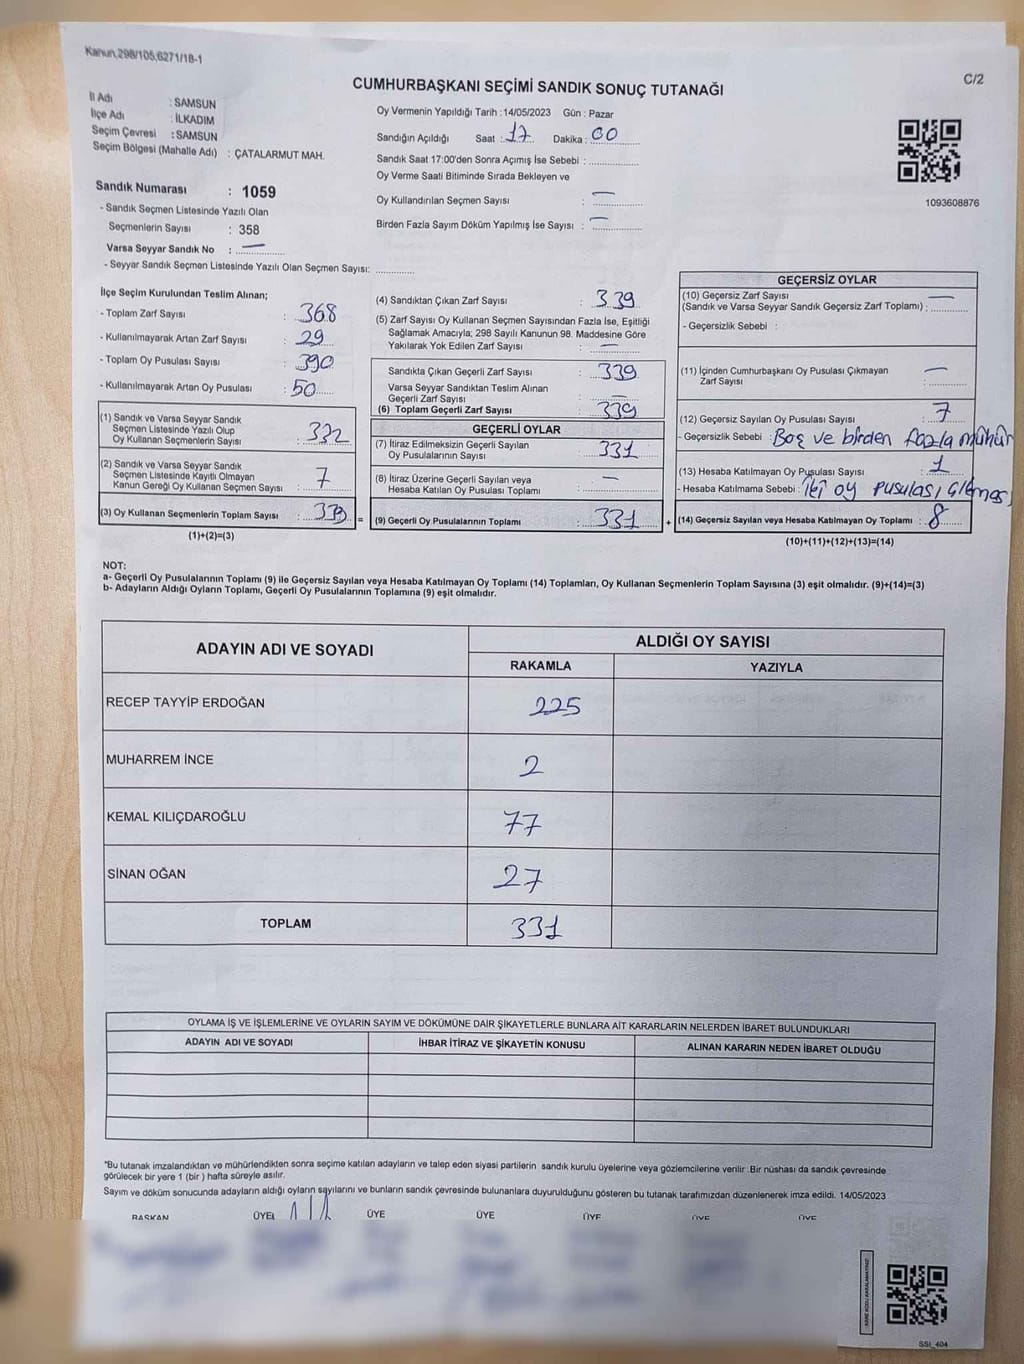 Kanun,298/105,6271/18-1
C/2
CUMHURBAŞKANI SEÇİMİ SANDIK SONUÇ TUTANAĞI
İl Adı : SAMSUN
İlçe Adı : İLKADIM
Seçim Çevresi : SAMSUN
Seçim Bölgesi (Mahalle Adı) : ÇATALARMUT MAH.
Oy Vermenin Yapıldığı Tarih : 14/05/2023 Gün : Pazar
Sandığın Açıldığı Saat : 17 Dakika : 00
Sandık Saat 17:00'den Sonra Açımış İse Sebebi :
Oy Verme Saati Bitiminde Sırada Bekleyen ve
Oy Kullandırılan Seçmen Sayısı : —
Birden Fazla Sayım Döküm Yapılmış İse Sayısı : —
1093608876
Sandık Numarası : 1059
- Sandık Seçmen Listesinde Yazılı Olan
Seçmenlerin Sayısı : 358
Varsa Seyyar Sandık No : —
- Seyyar Sandık Seçmen Listesinde Yazılı Olan Seçmen Sayısı:
İlçe Seçim Kurulundan Teslim Alınan;
- Toplam Zarf Sayısı : 368
- Kullanılmayarak Artan Zarf Sayısı : 29
- Toplam Oy Pusulası Sayısı : 390
- Kullanılmayarak Artan Oy Pusulası : 50
(1) Sandık ve Varsa Seyyar Sandık
Seçmen Listesinde Yazılı Olup
Oy Kullanan Seçmenlerin Sayısı : 332
(2) Sandık ve Varsa Seyyar Sandık
Seçmen Listesinde Kayıtlı Olmayan
Kanun Gereği Oy Kullanan Seçmen Sayısı : 7
(3) Oy Kullanan Seçmenlerin Toplam Sayısı : 339 =
(1)+(2)=(3)
(4) Sandıktan Çıkan Zarf Sayısı : 339
(5) Zarf Sayısı Oy Kullanan Seçmen Sayısından Fazla İse, Eşitliği
Sağlamak Amacıyla; 298 Sayılı Kanunun 98. Maddesine Göre
Yakılarak Yok Edilen Zarf Sayısı : —
Sandıkta Çıkan Geçerli Zarf Sayısı : 339
Varsa Seyyar Sandıktan Teslim Alınan
Geçerli Zarf Sayısı : —
(6) Toplam Geçerli Zarf Sayısı : 339
GEÇERLİ OYLAR
(7) İtiraz Edilmeksizin Geçerli Sayılan
Oy Pusulalarının Sayısı : 331
(8) İtiraz Üzerine Geçerli Sayılan veya
Hesaba Katılan Oy Pusulası Toplamı : —
(9) Geçerli Oy Pusulalarının Toplamı : 331 +
GEÇERSİZ OYLAR
(10) Geçersiz Zarf Sayısı —
(Sandık ve Varsa Seyyar Sandık Geçersiz Zarf Toplamı) :
- Geçersizlik Sebebi :
(11) İçinden Cumhurbaşkanı Oy Pusulası Çıkmayan
Zarf Sayısı : —
(12) Geçersiz Sayılan Oy Pusulası Sayısı : 7
- Geçersizlik Sebebi : Boş ve birden fazla mühür
(13) Hesaba Katılmayan Oy Pusulası Sayısı : 1
- Hesaba Katılmama Sebebi : İki oy pusulası
(14) Geçersiz Sayılan veya Hesaba Katılmayan Oy Toplamı : 8
(10)+(11)+(12)+(13)=(14)
NOT:
a- Geçerli Oy Pusulalarının Toplamı (9) ile Geçersiz Sayılan veya Hesaba Katılmayan Oy Toplamı (14) Toplamları, Oy Kullanan Seçmenlerin Toplam Sayısına (3) eşit olmalıdır. (9)+(14)=(3)
b- Adayların Aldığı Oyların Toplamı, Geçerli Oy Pusulalarının Toplamına (9) eşit olmalıdır.
ADAYIN ADI VE SOYADI
ALDIĞI OY SAYISI
RAKAMLA YAZIYLA
RECEP TAYYİP ERDOĞAN 225
MUHARREM İNCE 2
KEMAL KILIÇDAROĞLU 77
SİNAN OĞAN 27
TOPLAM 331
OYLAMA İŞ VE İŞLEMLERİNE VE OYLARIN SAYIM VE DÖKÜMÜNE DAİR ŞİKAYETLERLE BUNLARA AİT KARARLARIN NELERDEN İBARET BULUNDUKLARI
ADAYIN ADI VE SOYADI İHBAR İTİRAZ VE ŞİKAYETİN KONUSU ALINAN KARARIN NEDEN İBARET OLDUĞU
*Bu tutanak imzalandıktan ve mühürlendikten sonra seçime katılan adayların ve talep eden siyasi partilerin sandık kurulu üyelerine veya gözlemcilerine verilir .Bir nüshası da sandık çevresinde
görülecek bir yere 1 (bir ) hafta süreyle asılır.
Sayım ve döküm sonucunda adayların aldığı oyların sayılarını ve bunların sandık çevresinde bulunanlara duyurulduğunu gösteren bu tutanak tarafımızdan düzenlenerek imza edildi. 14/05/2023
BAŞKAN ÜYE ÜYE ÜYE ÜYE ÜYE ÜYE
SSI_404